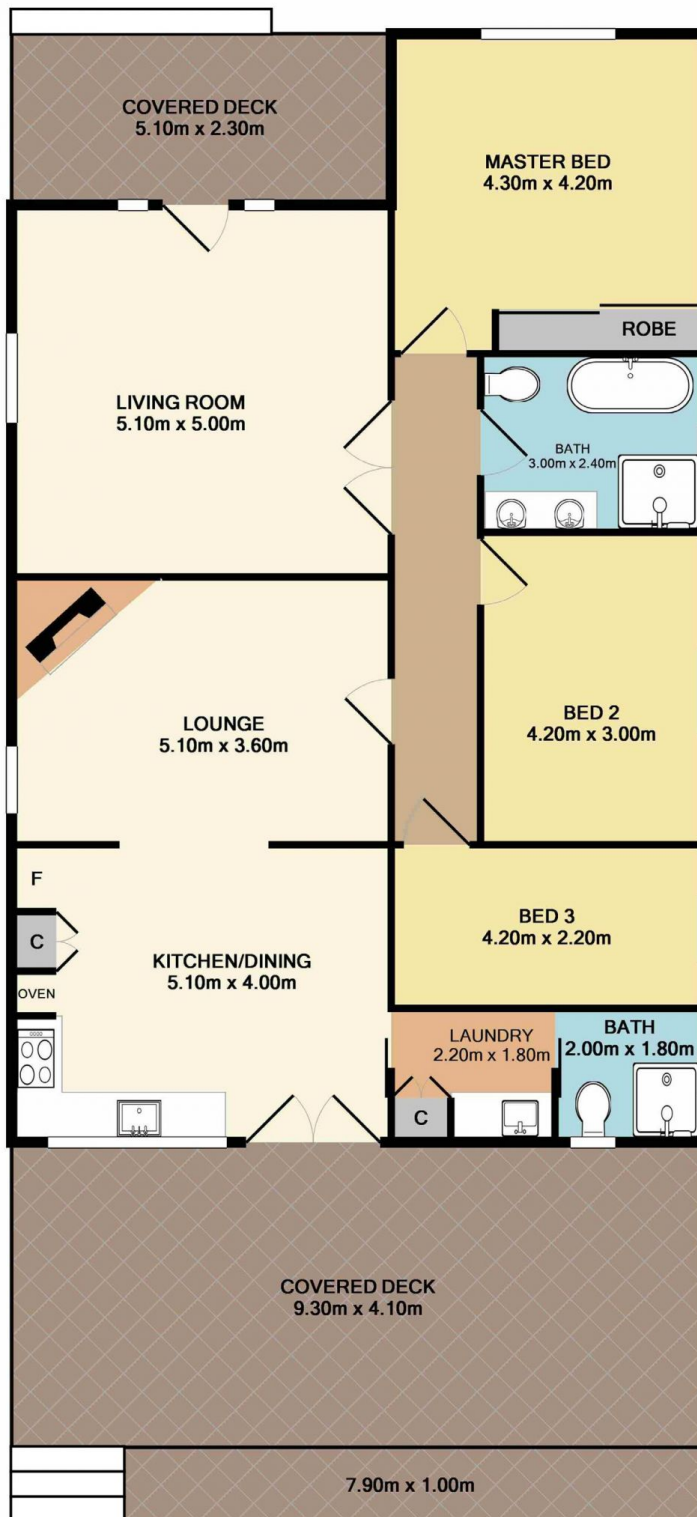 COVERED DECK
5.10m x 2.30m
MASTER BED
4.30m x 4.20m
ROBE
LIVING ROOM
5.10m x 5.00m
BATH
3.00m x 2.40m
LOUNGE
5.10m x 3.60m
BED 2
4.20m x 3.00m
F
C
OVEN
KITCHEN/DINING
5.10m x 4.00m
BED 3
4.20m x 2.20m
LAUNDRY
2.20m x 1.80m
C
BATH
2.00m x 1.80m
COVERED DECK
9.30m x 4.10m
7.90m x 1.00m